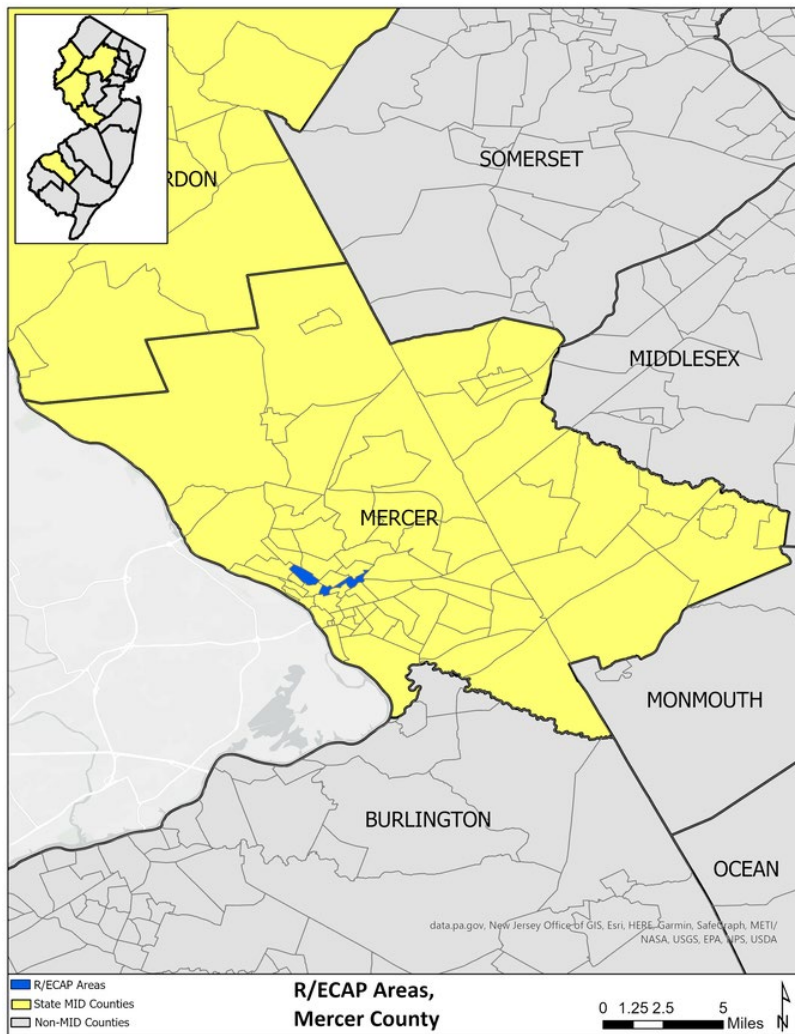 SOMERSET
RDON
MIDDLESEX
MERCER
MONMOUTH
BURLINGTON
OCEAN
data.pa.gov, New Jersey Office of GIS, Esri, HERE, Garmin, SafeGraph, METI/
NASA, USGS, EPA, NPS, USDA
R/ECAP Areas
State MID Counties
Non-MID Counties
R/ECAP Areas,
Mercer County
0 1.25 2.5 5
Miles
N